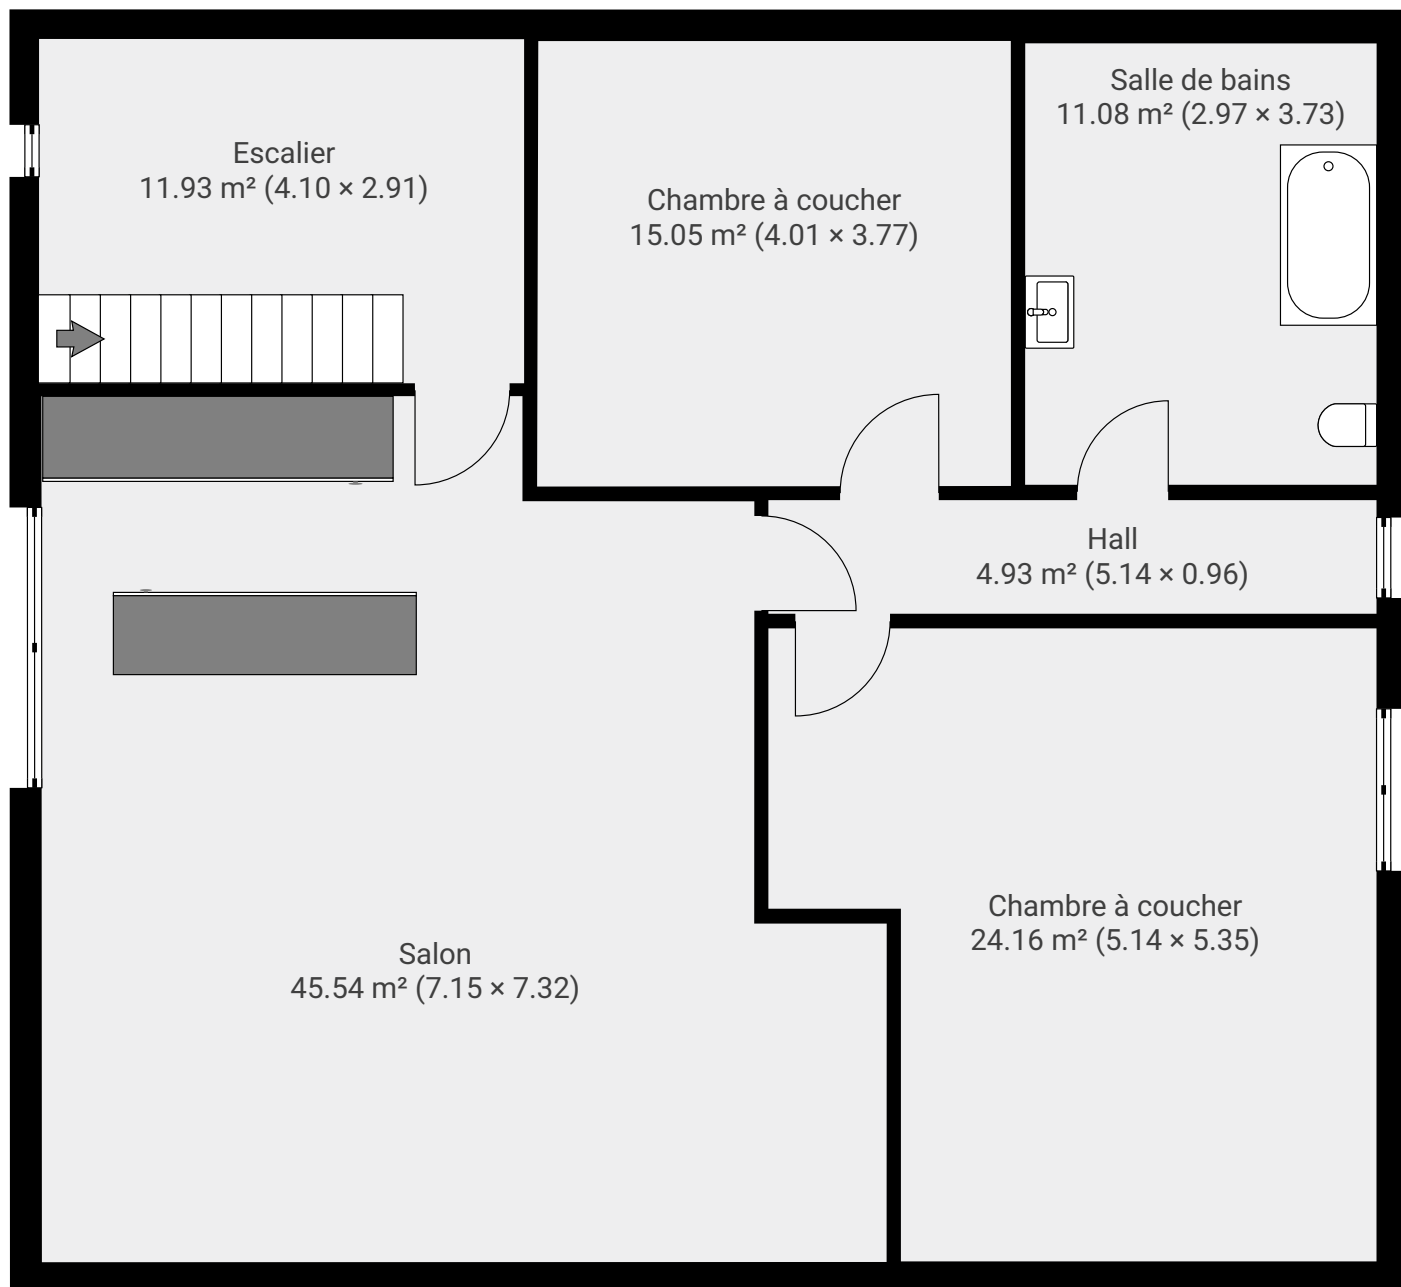 Salle de bains
11.08 m² (2.97 × 3.73)
Escalier
11.93 m² (4.10 × 2.91)
Chambre à coucher
15.05 m² (4.01 × 3.77)
Hall
4.93 m² (5.14 × 0.96)
Chambre à coucher
24.16 m² (5.14 × 5.35)
Salon
45.54 m² (7.15 × 7.32)